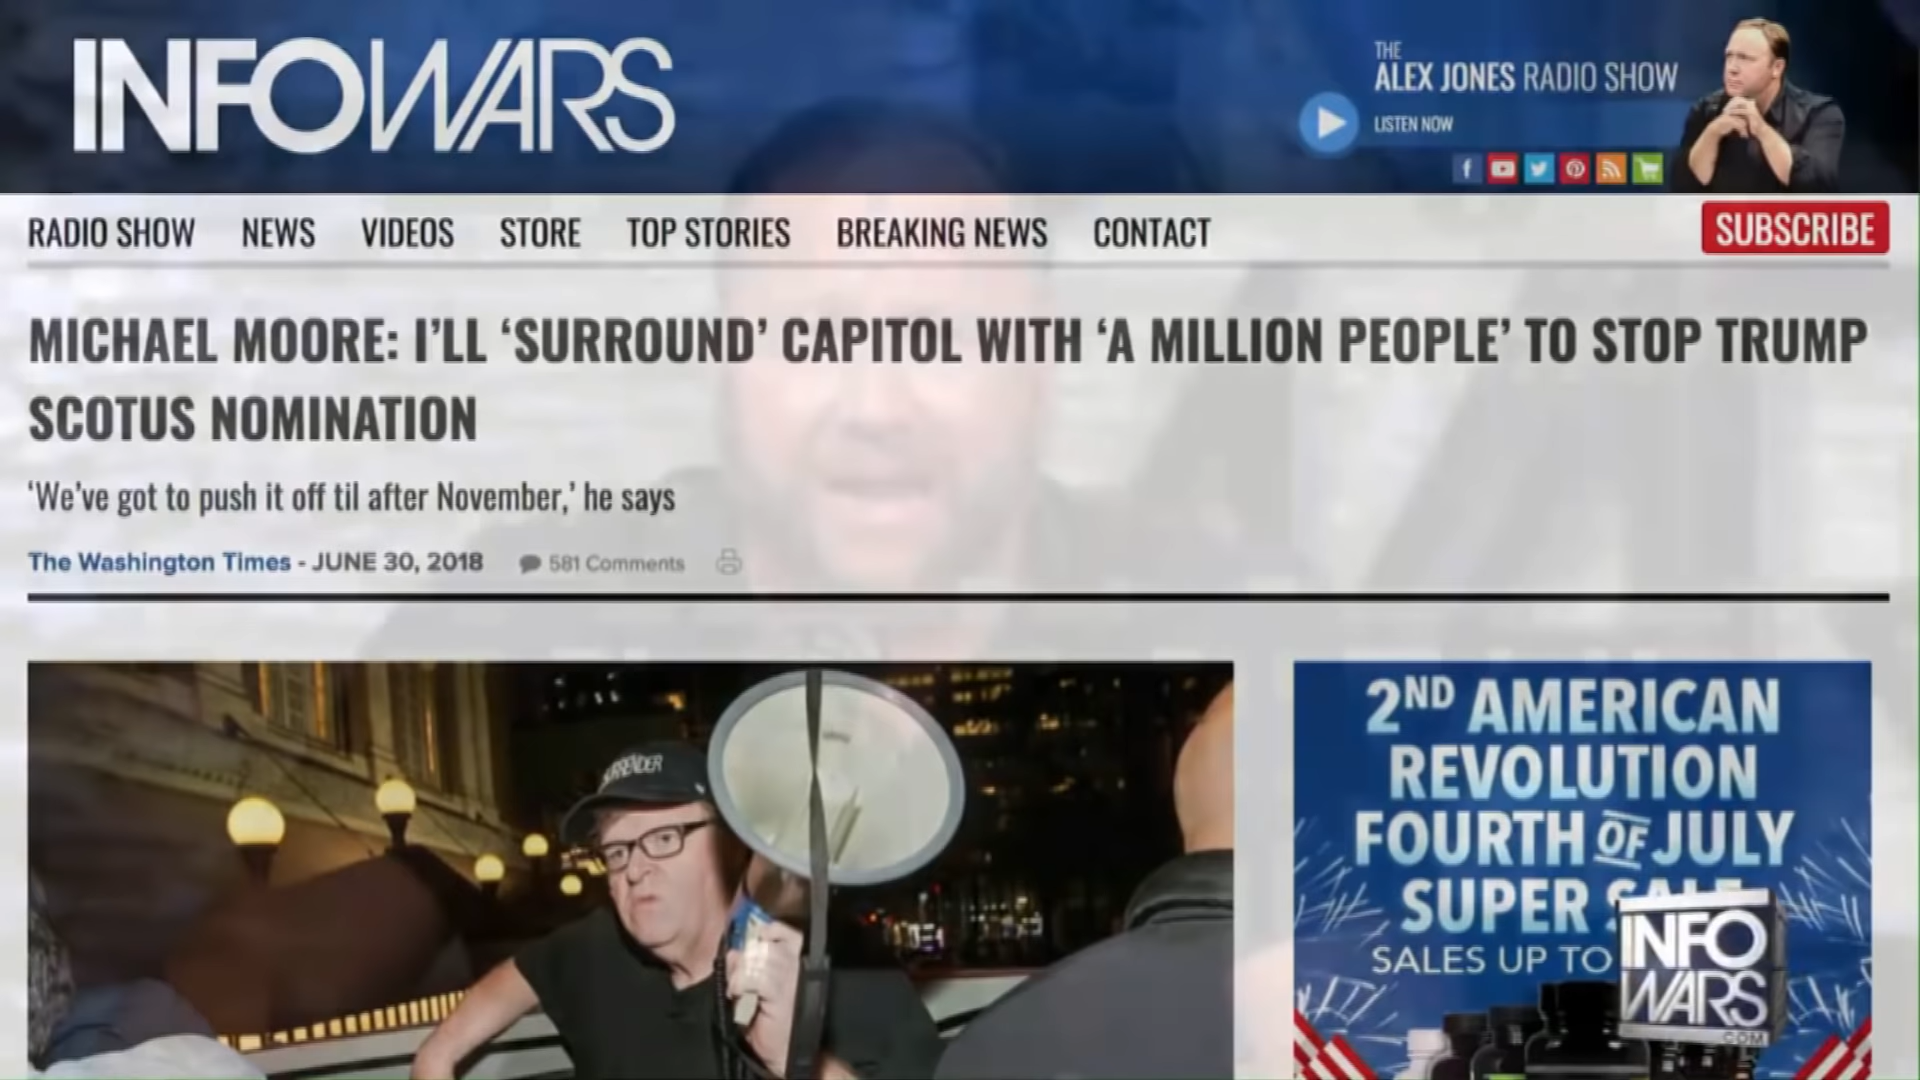 INFOWARS
THE
ALEX JONES RADIO SHOW
LISTEN NOW
RADIO SHOW NEWS VIDEOS STORE TOP STORIES BREAKING NEWS CONTACT SUBSCRIBE
MICHAEL MOORE: I’LL ‘SURROUND’ CAPITOL WITH ‘A MILLION PEOPLE’ TO STOP TRUMP
SCOTUS NOMINATION
‘We’ve got to push it off til after November,’ he says
The Washington Times - JUNE 30, 2018 581 Comments
2ND AMERICAN
REVOLUTION
FOURTH OF JULY
SUPER SALE
SALES UP TO
INFO
WARS
.COM